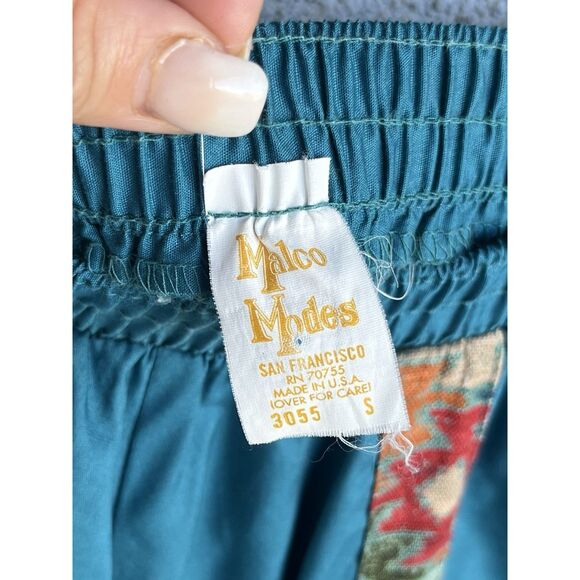 Malco
Modes
SAN FRANCISCO
RN 70755
MADE IN U.S.A.
(OVER FOR CARE)
3055 S